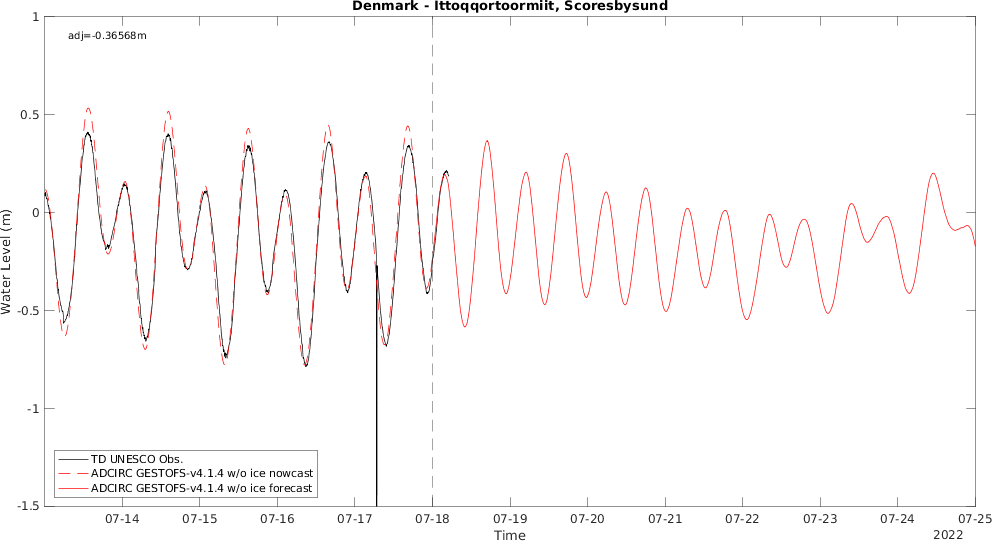 Denmark - Ittoqqortoormiit, Scoresbysund
adj=-0.36568m
1
0.5
0
-0.5
-1
-1.5
Water Level (m)
TD UNESCO Obs.
ADCIRC GESTOFS-v4.1.4 w/o ice nowcast
ADCIRC GESTOFS-v4.1.4 w/o ice forecast
07-14 07-15 07-16 07-17 07-18 07-19 07-20 07-21 07-22 07-23 07-24 07-25
Time
2022